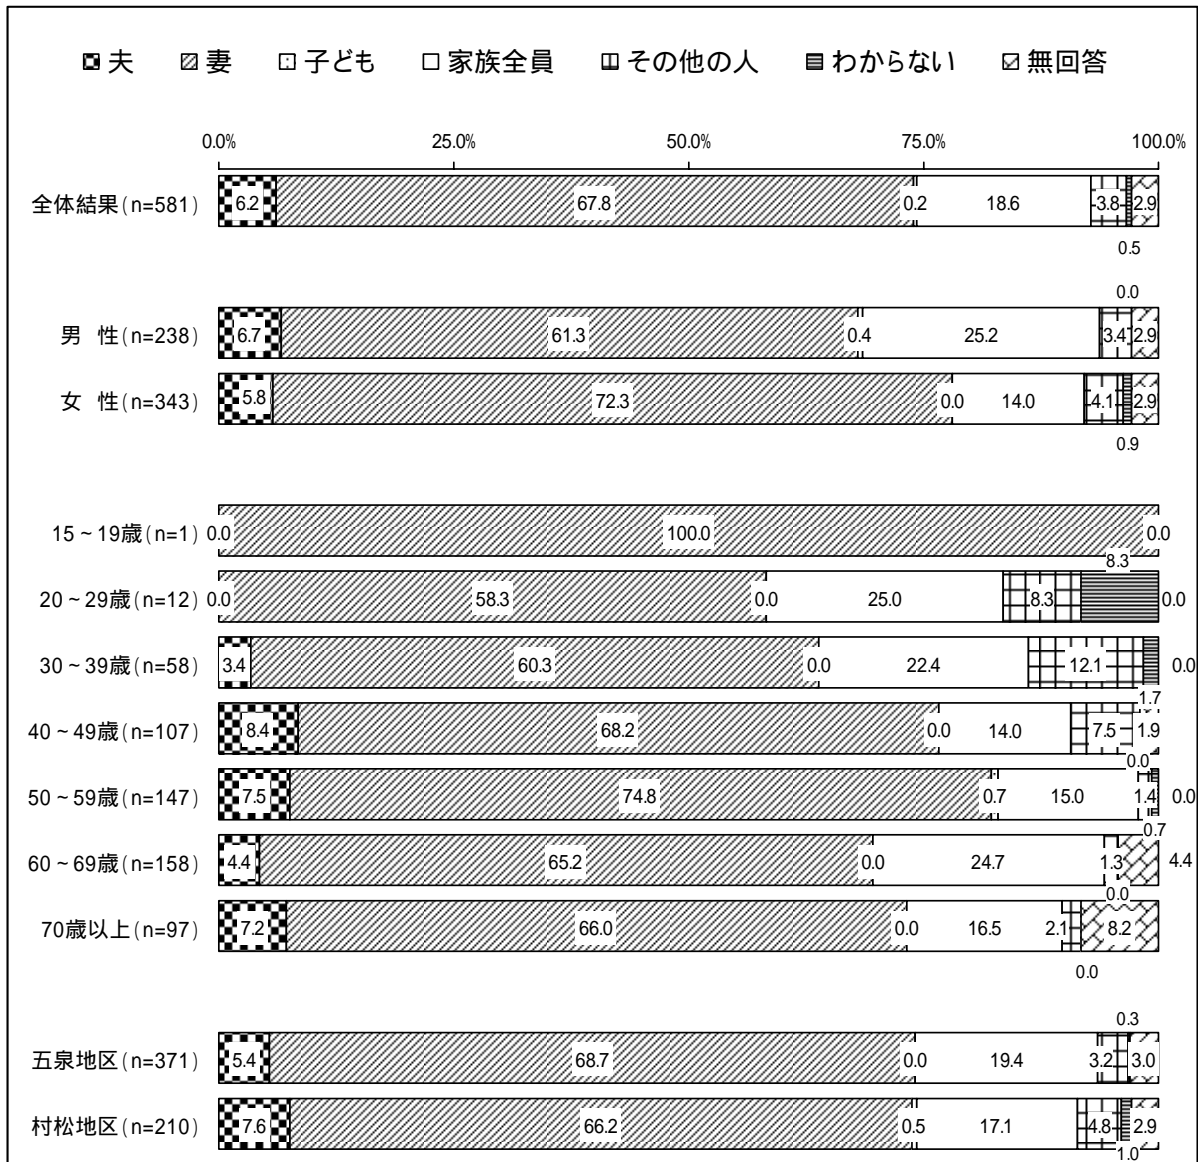 夫 妻 子ども 家族全員 その他の人 わからない 無回答
0.0% 25.0% 50.0% 75.0% 100.0%
全体結果(n=581) 6.2 67.8 0.2 18.6 3.8 2.9
0.5
0.0
男 性(n=238) 6.7 61.3 0.4 25.2 3.4 2.9
女 性(n=343) 5.8 72.3 0.0 14.0 4.1 2.9
0.9
15~19歳(n=1) 0.0 100.0 0.0
8.3
20~29歳(n=12) 0.0 58.3 0.0 25.0 8.3 0.0
30~39歳(n=58) 3.4 60.3 0.0 22.4 12.1 0.0
1.7
40~49歳(n=107) 8.4 68.2 0.0 14.0 7.5 1.9
0.0
50~59歳(n=147) 7.5 74.8 0.7 15.0 1.4 0.0
0.7
60~69歳(n=158) 4.4 65.2 0.0 24.7 1.3 4.4
0.0
70歳以上(n=97) 7.2 66.0 0.0 16.5 2.1 8.2
0.0
0.3
五泉地区(n=371) 5.4 68.7 0.0 19.4 3.2 3.0
村松地区(n=210) 7.6 66.2 0.5 17.1 4.8 2.9
1.0